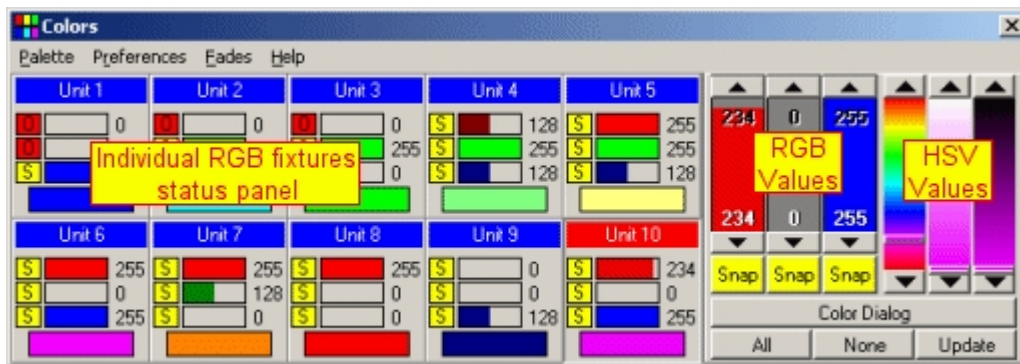 Colors
Palette Preferences Fades Help
Unit 1 Unit 2 Unit 3 Unit 4 Unit 5
O 0 O 0 O 0 S 128 S 255
O 255 S 255 S 255
S S 0 S 128 S 128
Individual RGB fixtures
status panel
Unit 6 Unit 7 Unit 8 Unit 9 Unit 10
S 255 S 255 S 255 S 0 S 234
S 0 S 128 S 0 S 0 S 0
S 255 S 0 S 0 S 128 S 255
234 0 255
RGB
Values
HSV
Values
234 0 255
Snap Snap Snap
Color Dialog
All None Update